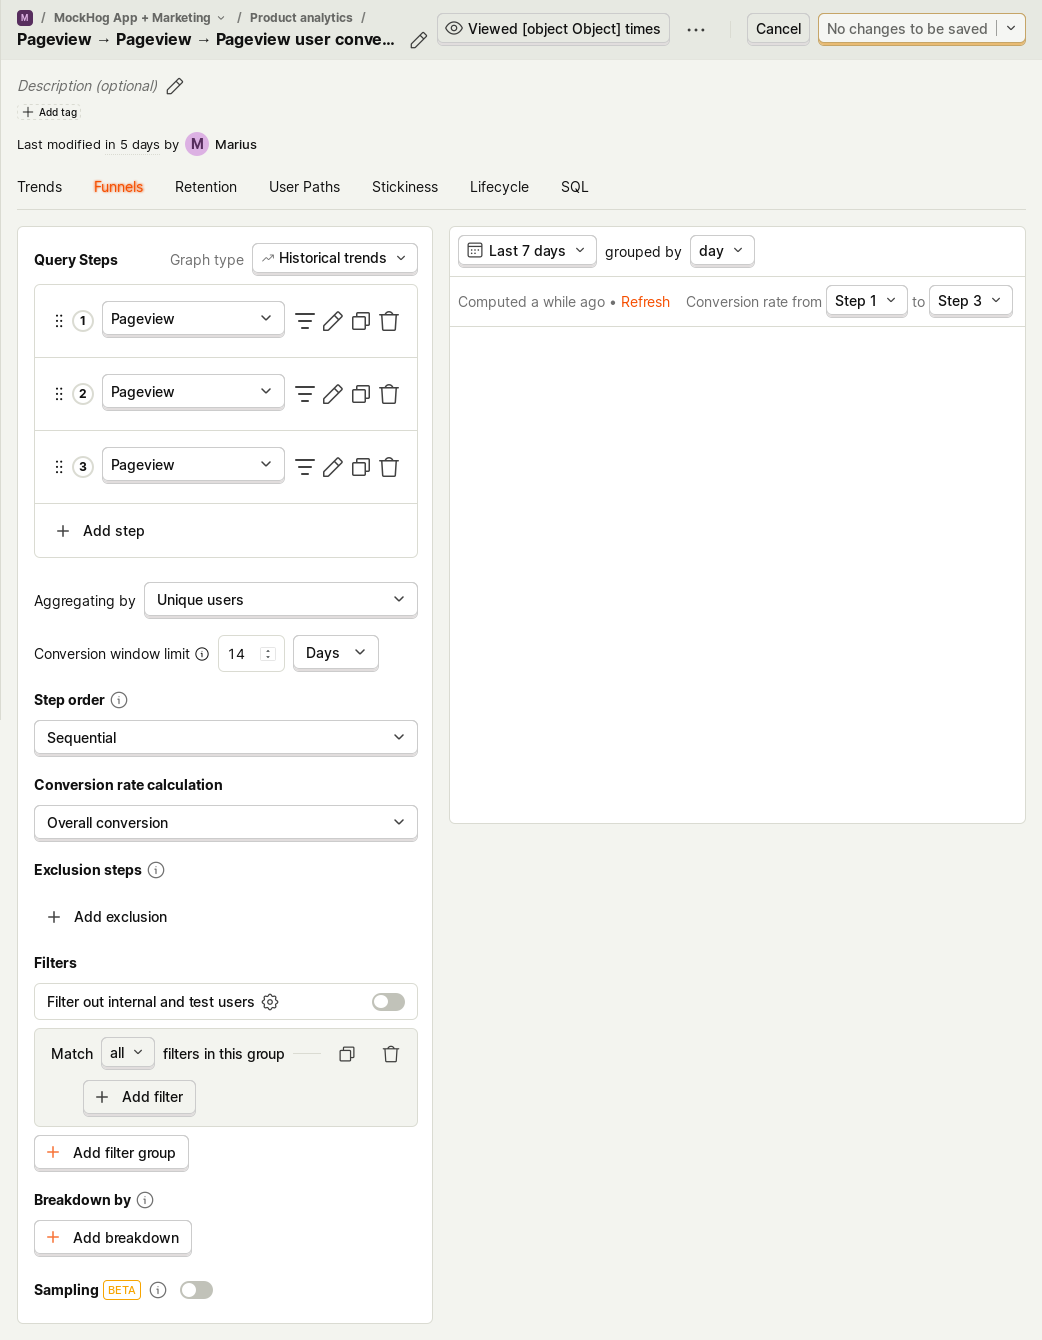 M / MockHog App + Marketing / Product analytics /
Pageview → Pageview → Pageview user conve...
Viewed [object Object] times
Cancel
No changes to be saved
Description (optional)
Add tag
Last modified in 5 days by M Marius
Trends Funnels Retention User Paths Stickiness Lifecycle SQL
Query Steps Graph type Historical trends
1 Pageview
2 Pageview
3 Pageview
Add step
Aggregating by Unique users
Conversion window limit 14 Days
Step order
Sequential
Conversion rate calculation
Overall conversion
Exclusion steps
Add exclusion
Filters
Filter out internal and test users
Match all filters in this group
Add filter
Add filter group
Breakdown by
Add breakdown
Sampling BETA
Last 7 days grouped by day
Computed a while ago • Refresh Conversion rate from Step 1 to Step 3